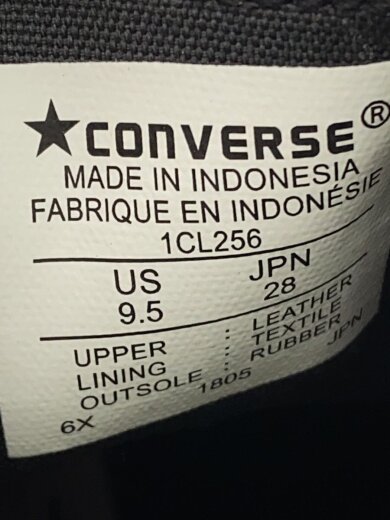 ★CONVERSE®
MADE IN INDONESIA
FABRIQUE EN INDONÉSIE
1CL256
US JPN
9.5 28
UPPER : LEATHER
LINING : TEXTILE
OUTSOLE : RUBBER
6X 1805 JPN